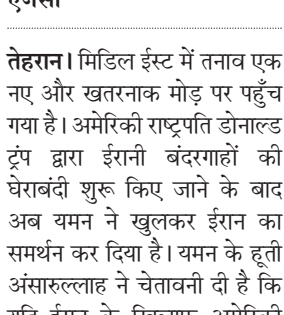 एजेंसी
तेहरान। मिडिल ईस्ट में तनाव एक
नए और खतरनाक मोड़ पर पहुँच
गया है। अमेरिकी राष्ट्रपति डोनाल्ड
ट्रंप द्वारा ईरानी बंदरगाहों की
घेराबंदी शुरू किए जाने के बाद
अब यमन ने खुलकर ईरान का
समर्थन कर दिया है। यमन के हूती
अंसारुल्लाह ने चेतावनी दी है कि
यदि ईरान के खिलाफ अमेरिकी